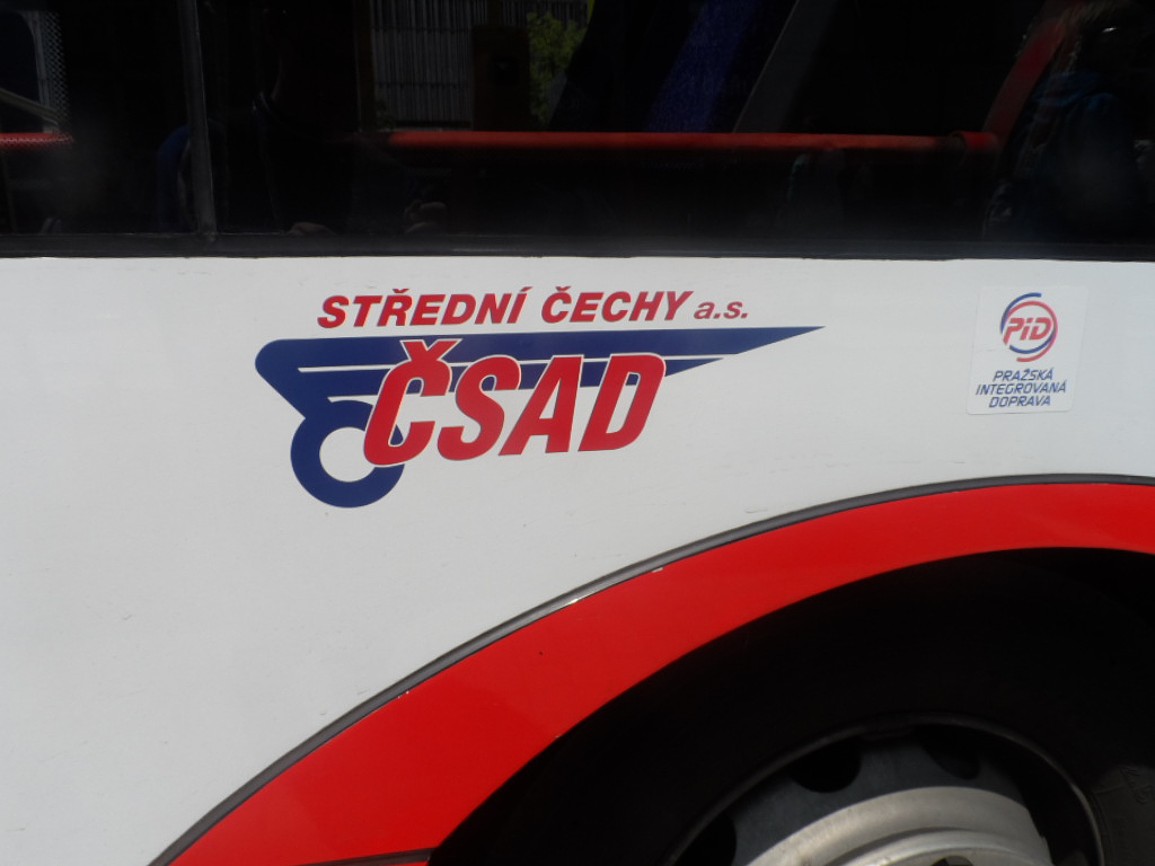 STŘEDNÍ ČECHY a.s.
ČSAD
PID
PRAŽSKÁ
INTEGROVANÁ
DOPRAVA